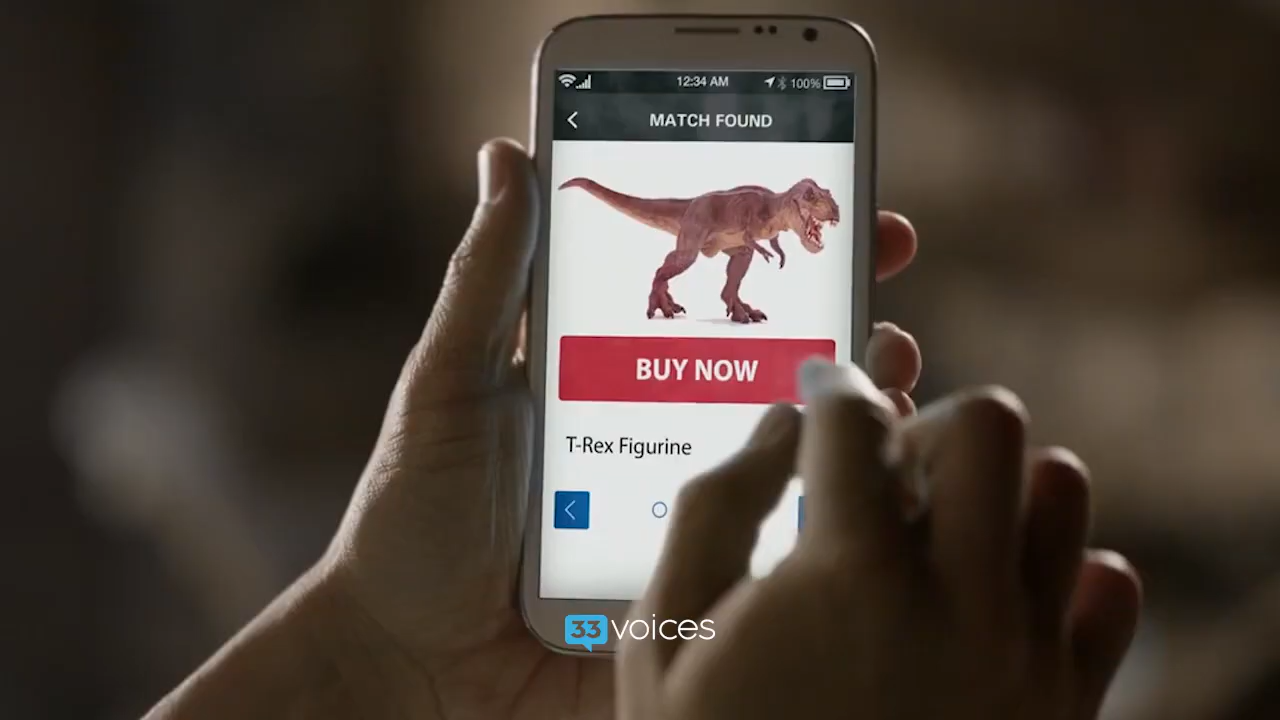 12:34 AM
100%
MATCH FOUND
BUY NOW
T-Rex Figurine
33voices